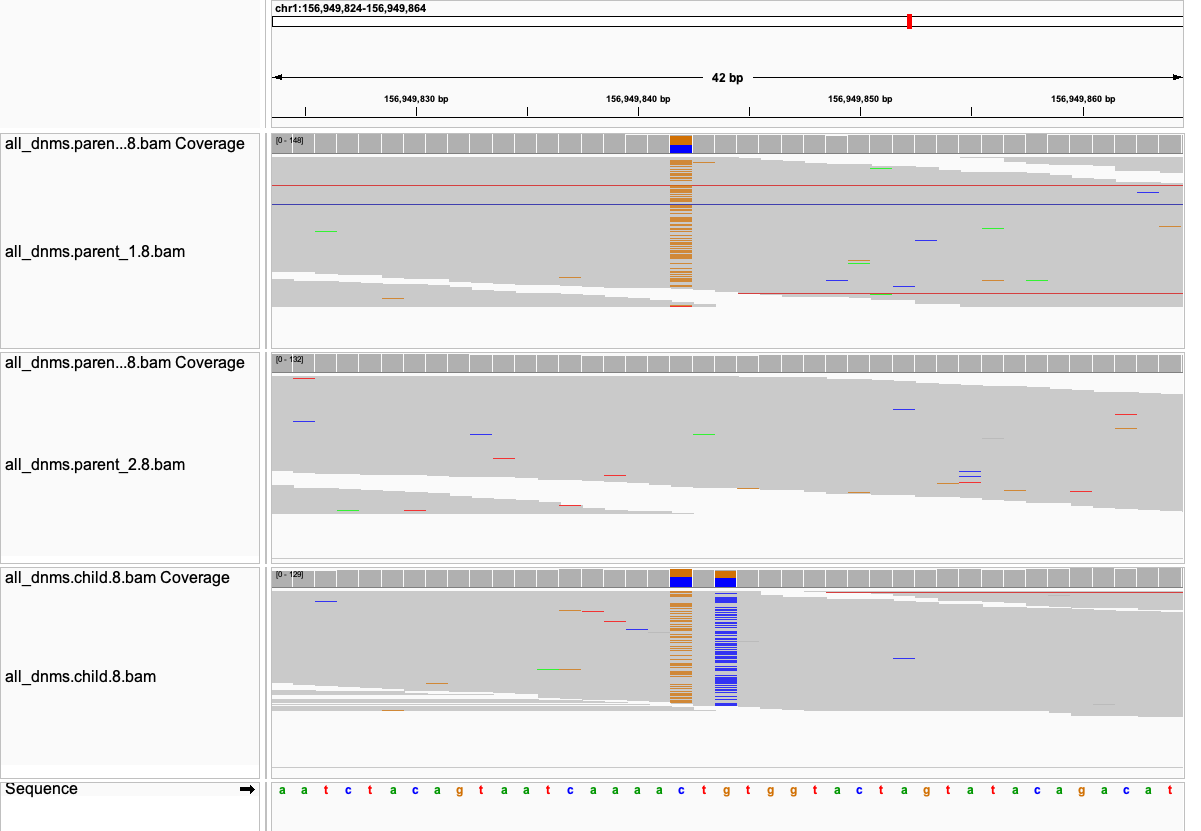 chr1:156,949,824-156,949,864
42 bp
156,949,830 bp 156,949,840 bp 156,949,850 bp 156,949,860 bp
all_dnms.paren...8.bam Coverage
[0 - 148]
all_dnms.parent_1.8.bam
all_dnms.paren...8.bam Coverage
[0 - 132]
all_dnms.parent_2.8.bam
all_dnms.child.8.bam Coverage
[0 - 129]
all_dnms.child.8.bam
Sequence
a a t c t a c a g t a a t c a a a a c t g t g g t a c t a g t a t a c a g a c a t